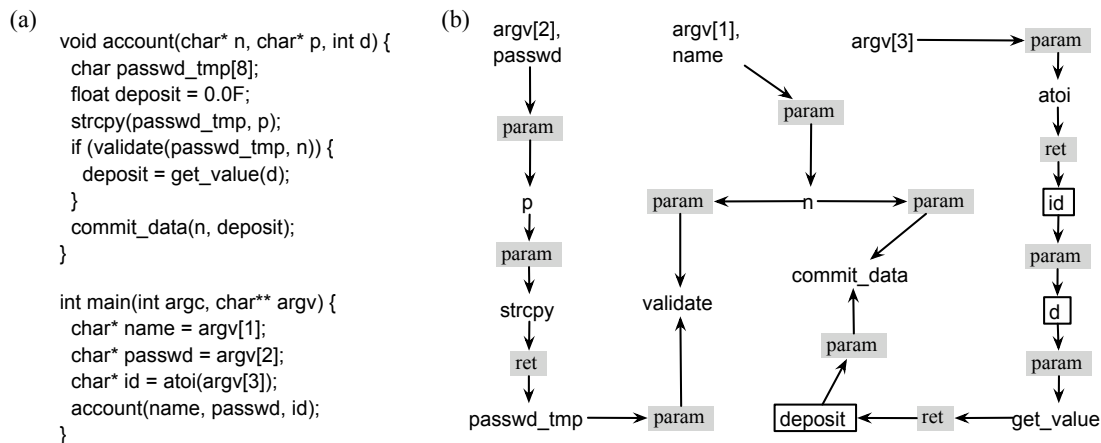 (a)
void account(char* n, char* p, int d) {
char passwd_tmp[8];
float deposit = 0.0F;
strcpy(passwd_tmp, p);
if (validate(passwd_tmp, n)) {
deposit = get_value(d);
}
commit_data(n, deposit);
}
int main(int argc, char** argv) {
char* name = argv[1];
char* passwd = argv[2];
char* id = atoi(argv[3]);
account(name, passwd, id);
}
(b)
argv[2],
passwd
param
p
param
strcpy
ret
passwd_tmp
param
argv[1],
name
param
n
param
param
validate
commit_data
param
deposit
argv[3]
param
atoi
ret
id
param
d
param
get_value
ret